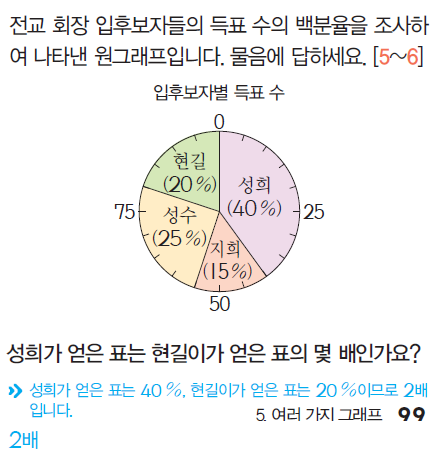 전교 회장 입후보자들의 득표 수의 백분율을 조사하
여 나타낸 원그래프입니다. 물음에 답하세요. [5~6]
입후보자별 득표 수
0
현길
(20%)
성희
(40%)
75
25
성수
(25%)
지희
(15%)
50
성희가 얻은 표는 현길이가 얻은 표의 몇 배인가요?
성희가 얻은 표는 40%, 현길이가 얻은 표는 20%이므로 2배
입니다.
5. 여러 가지 그래프 99
2배